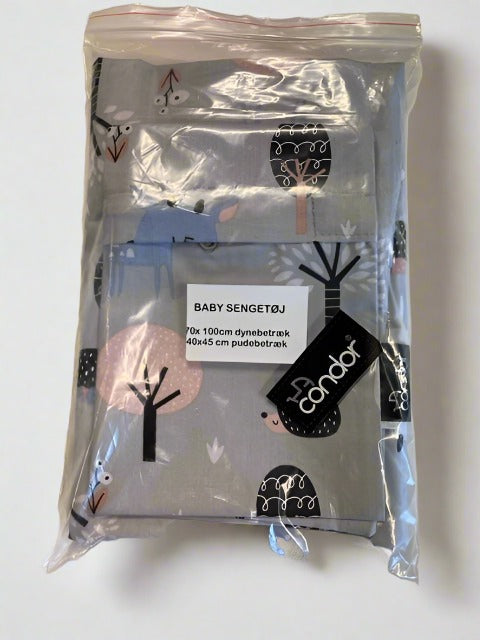 BABY SENGETØJ
70x 100cm dynebetræk
40x45 cm pudebetræk
condor®